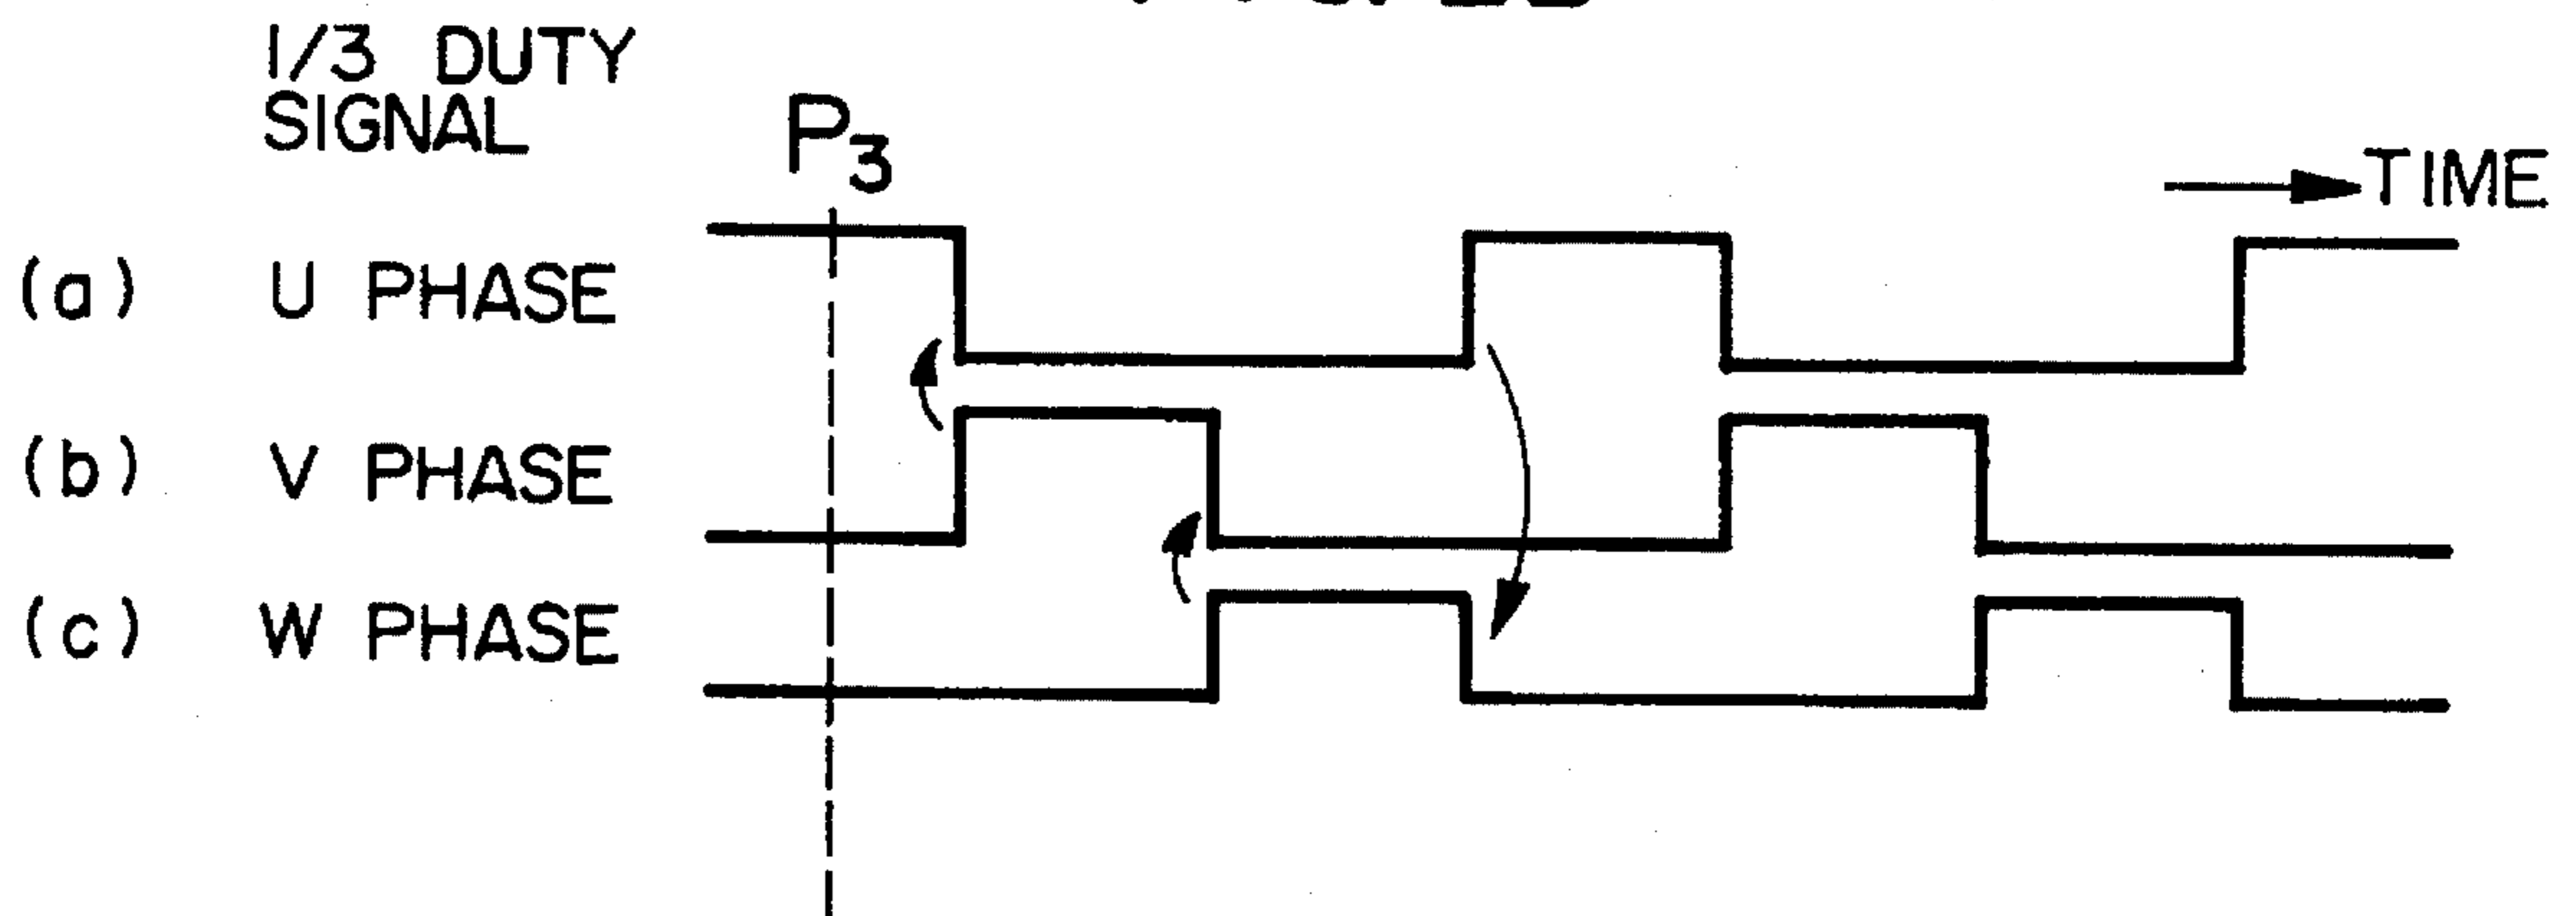 1/3 DUTY
SIGNAL
P3
TIME
(a) U PHASE
(b) V PHASE
(c) W PHASE